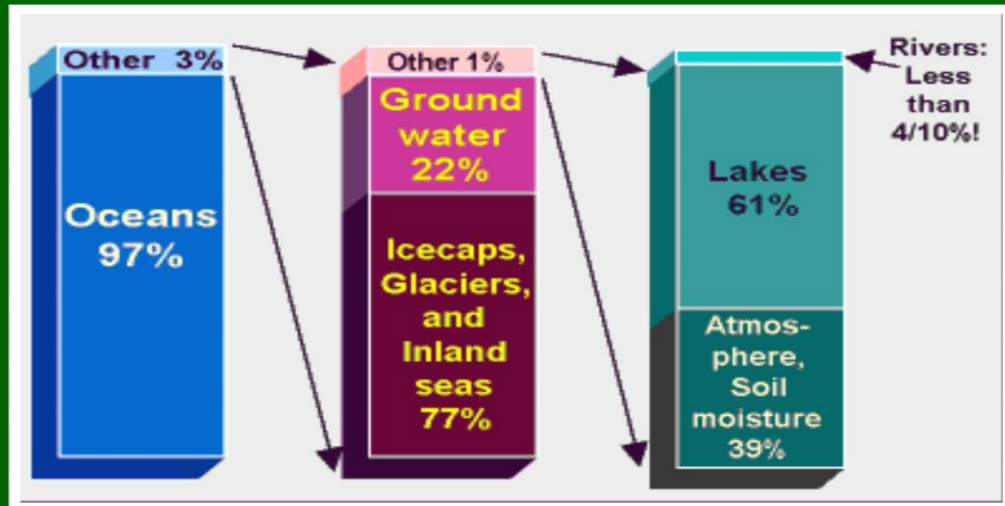 Other 3%
Oceans
97%
Other 1%
Ground
water
22%
Icecaps,
Glaciers,
and
Inland
seas
77%
Rivers:
Less
than
4/10%!
Lakes
61%
Atmos-
phere,
Soil
moisture
39%